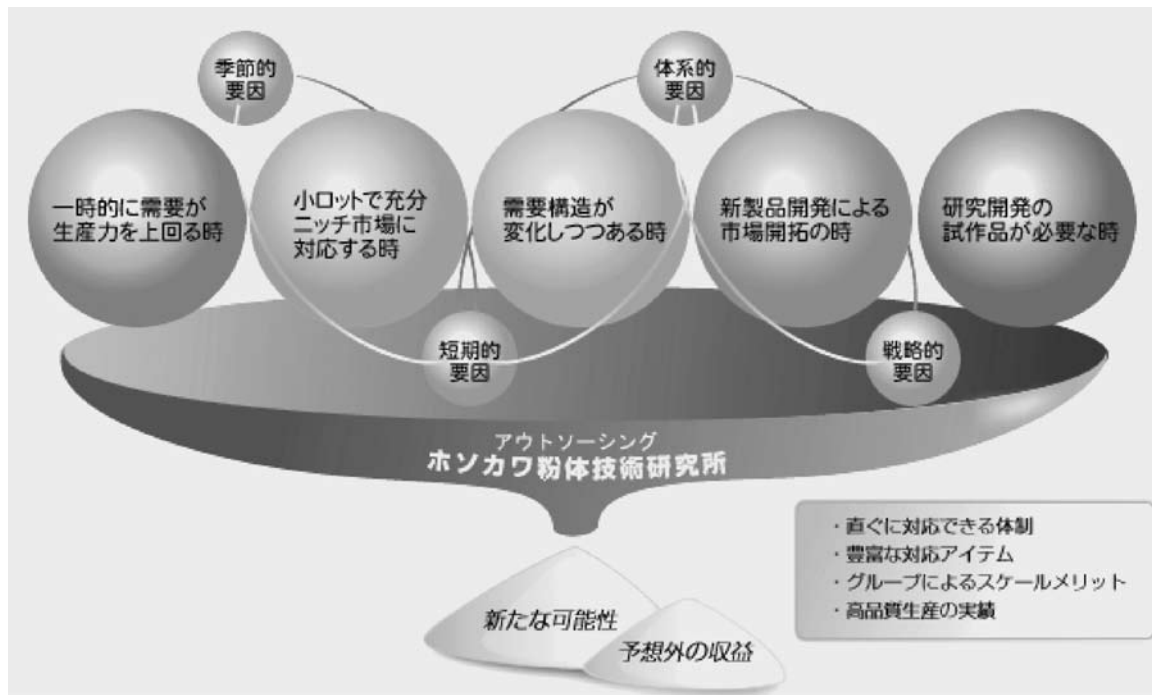 季節的
要因
体系的
要因
一時的に需要が
生産力を上回る時
小ロットで充分
ニッチ市場に
対応する時
需要構造が
変化しつつある時
新製品開発による
市場開拓の時
研究開発の
試作品が必要な時
短期的
要因
戦略的
要因
アウトソーシング
ホソカワ粉体技術研究所
・直ぐに対応できる体制
・豊富な対応アイテム
・グループによるスケールメリット
・高品質生産の実績
新たな可能性
予想外の収益